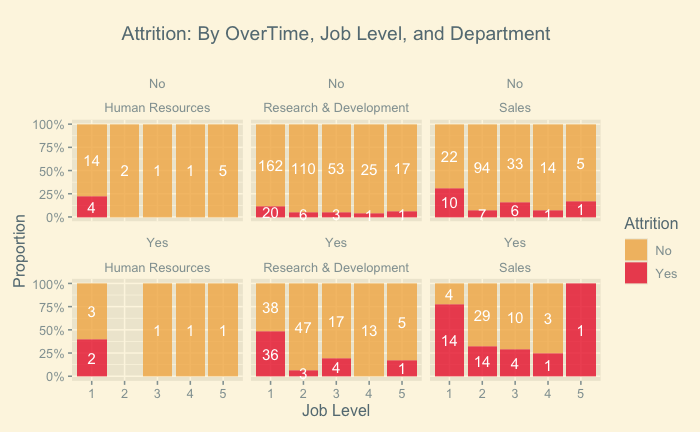 Attrition: By OverTime, Job Level, and Department
No No No
Human Resources Research & Development Sales
100%
75%
50%
25%
0%
14 2 1 1 5 162 110 53 25 17 22 94 33 14 5
4 20 6 3 1 1 10 7 6 1 1
Yes Yes Yes
Human Resources Research & Development Sales
100%
75%
50%
25%
0%
3 1 1 1 38 47 17 13 5 4 29 10 3
2 36 3 4 1 14 14 4 1 1
1 2 3 4 5 1 2 3 4 5 1 2 3 4 5
Job Level
Proportion
Attrition
No
Yes